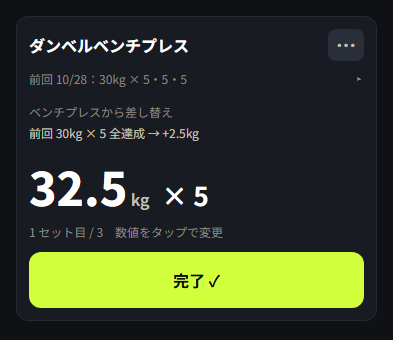 ダンベルベンチプレス
…
前回 10/28：30kg × 5・5・5
▸
ベンチプレスから差し替え
前回 30kg × 5 全達成 → +2.5kg
32.5 kg × 5
1 セット目 / 3　数値をタップで変更
完了 ✓